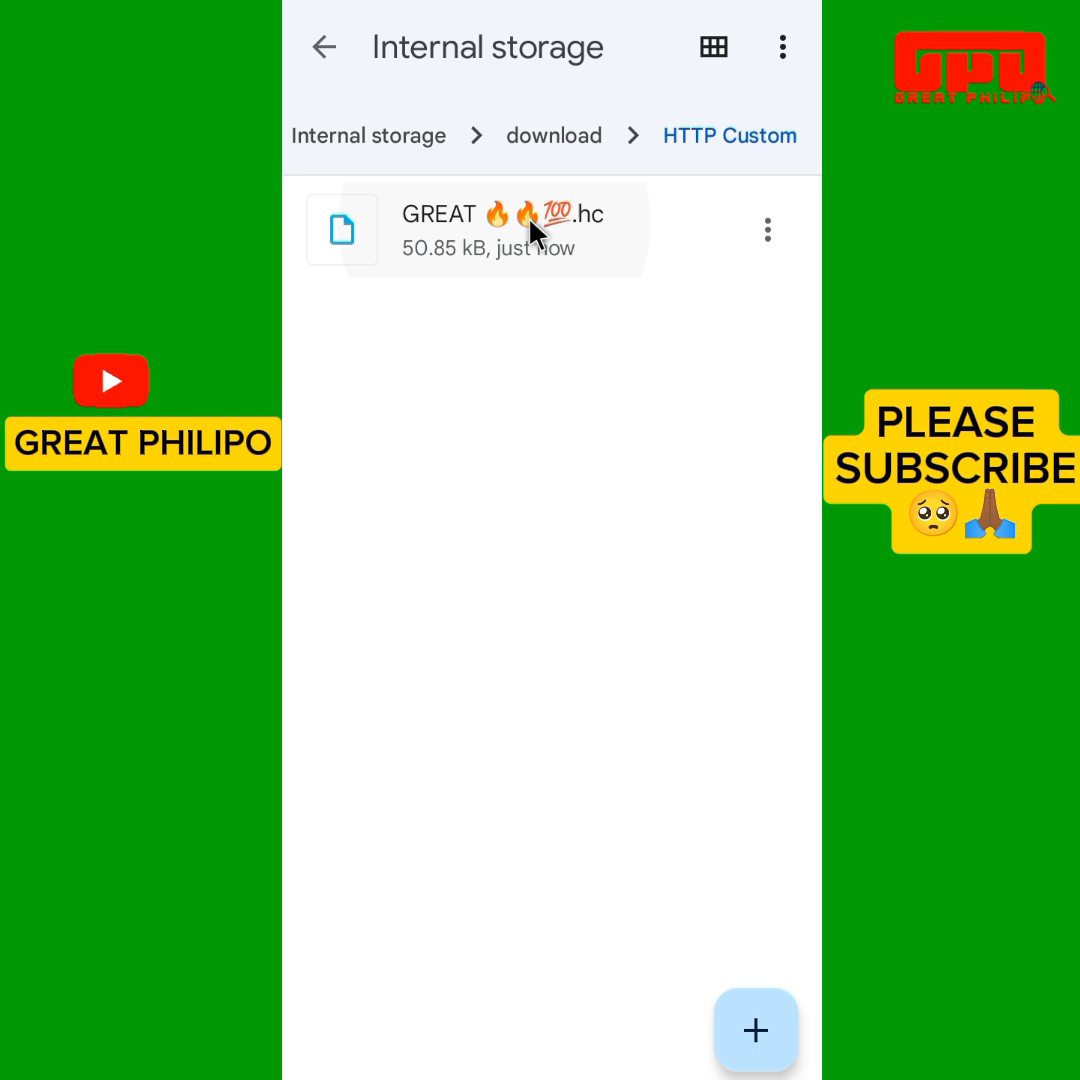 Internal storage
Internal storage > download > HTTP Custom
GREAT 🔥🔥💯.hc
50.85 kB, just now
GPO
GREAT PHILIPO
GREAT PHILIPO
PLEASE
SUBSCRIBE
🥺🙏🏾